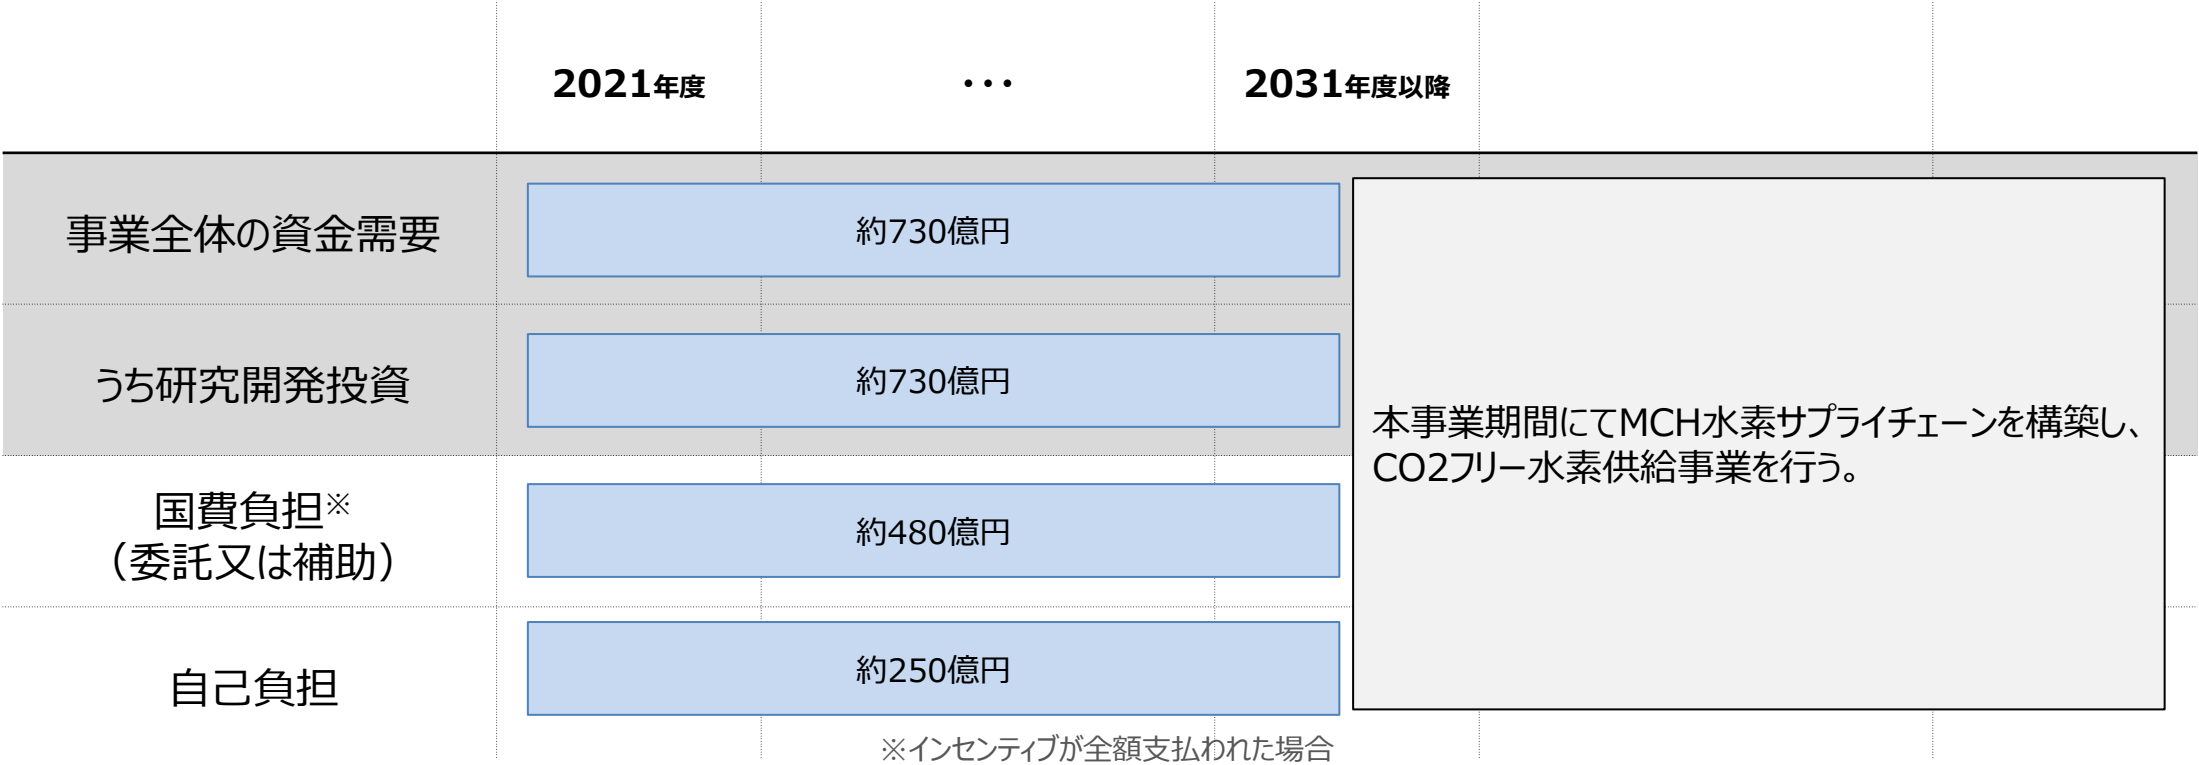 2021年度 ・・・ 2031年度以降
事業全体の資金需要
約730億円
うち研究開発投資
約730億円
国費負担※
（委託又は補助）
約480億円
自己負担
約250億円
本事業期間にてMCH水素サプライチェーンを構築し、
CO2フリー水素供給事業を行う。
※インセンティブが全額支払われた場合